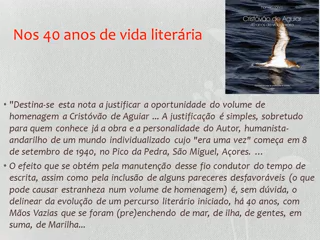 Cristóvão de Aguiar
Nos 40 anos de vida literária
• "Destina-se esta nota a justificar a oportunidade do volume de
homenagem a Cristóvão de Aguiar ... A justificação é simples, sobretudo
para quem conhece já a obra e a personalidade do Autor, humanista-
andarilho de um mundo individualizado cujo "era uma vez" começa em 8
de setembro de 1940, no Pico da Pedra, São Miguel, Açores. ...
• O efeito que se obtém pela manutenção desse fio condutor do tempo de
escrita, assim como pela inclusão de alguns pareceres desfavoráveis (o que
pode causar estranheza num volume de homenagem) é, sem dúvida, o
delinear da evolução de um percurso literário iniciado, há 40 anos, com
Mãos Vazias que se foram (pre)enchendo de mar, de ilha, de gentes, em
suma, de Marilha...